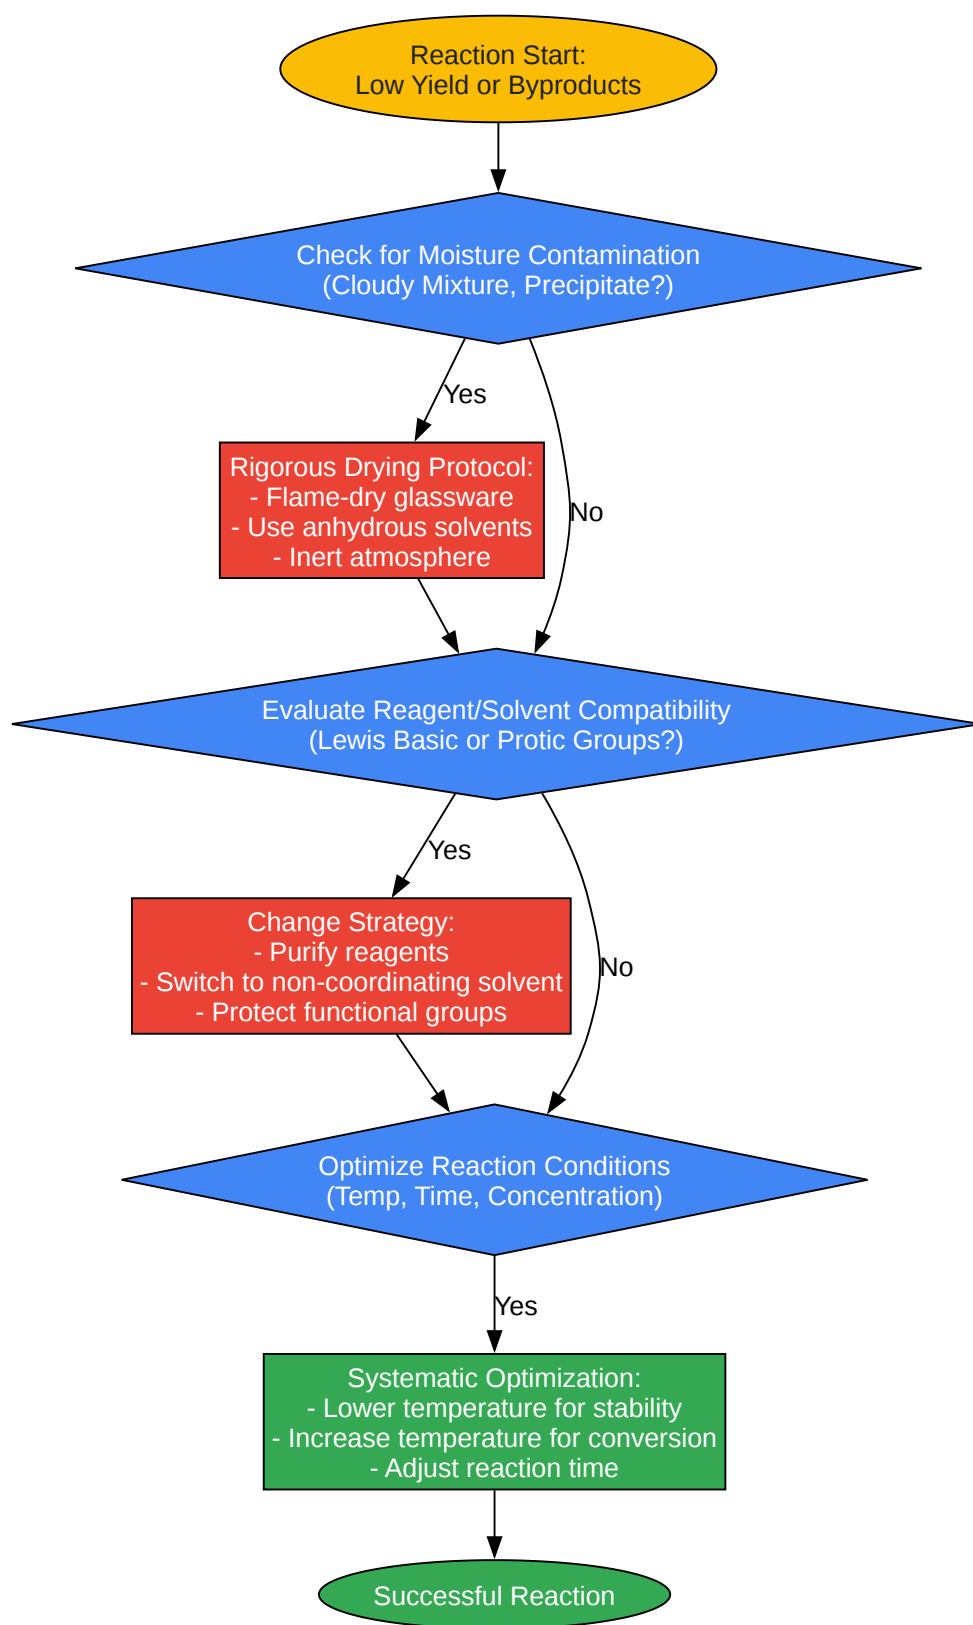 Reaction Start:
Low Yield or Byproducts
Check for Moisture Contamination
(Cloudy Mixture, Precipitate?)
Yes
Rigorous Drying Protocol:
- Flame-dry glassware
- Use anhydrous solvents
- Inert atmosphere
No
Evaluate Reagent/Solvent Compatibility
(Lewis Basic or Protic Groups?)
Yes
Change Strategy:
- Purify reagents
- Switch to non-coordinating solvent
- Protect functional groups
No
Optimize Reaction Conditions
(Temp, Time, Concentration)
Yes
Systematic Optimization:
- Lower temperature for stability
- Increase temperature for conversion
- Adjust reaction time
Successful Reaction